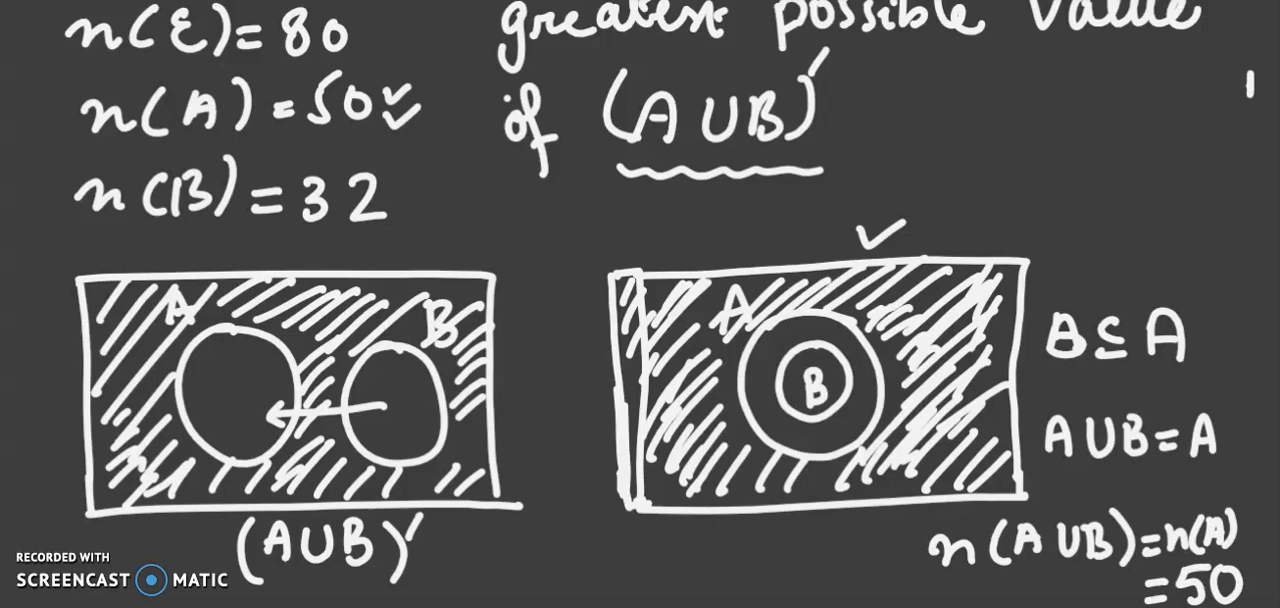 n(ℰ)=80
greatest possible value
n(A)=50
of (A∪B)'
n(B)=32
A
B
(A∪B)'
A
B
B⊆A
A∪B=A
n(A∪B)=n(A)
=50
RECORDED WITH
SCREENCAST MATIC